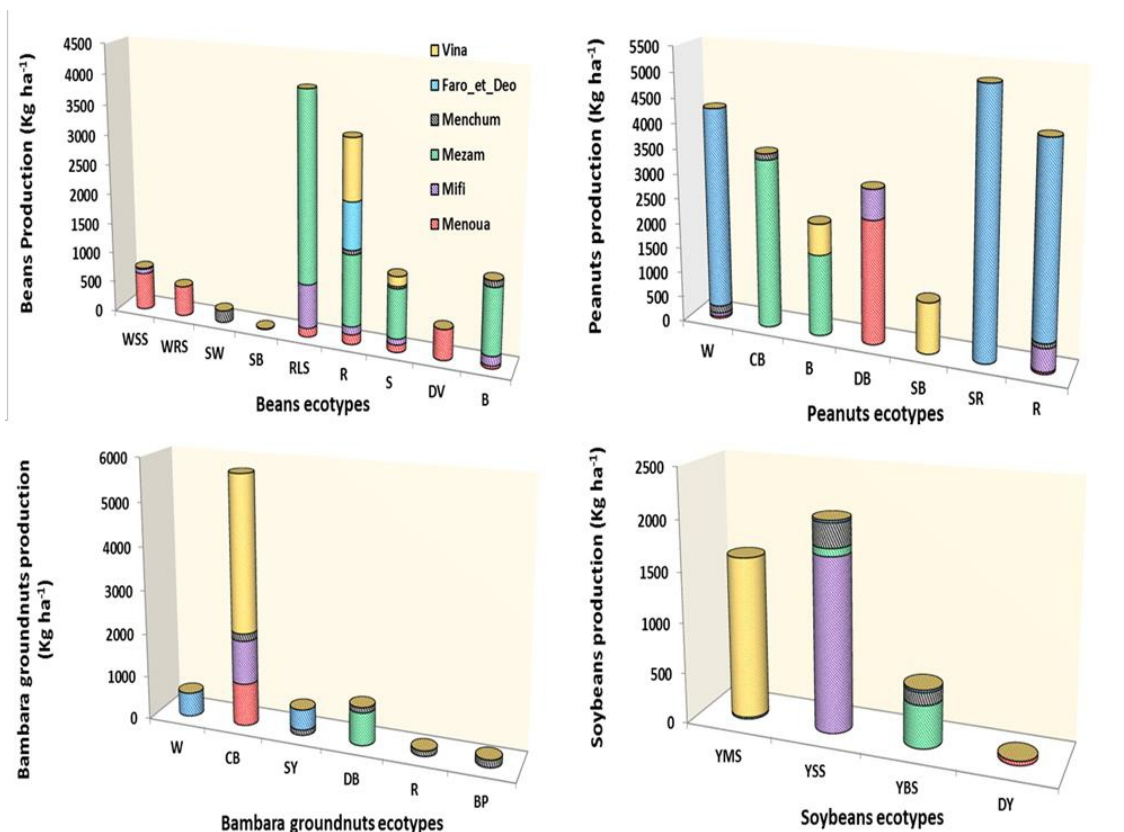 Beans Production (Kg ha-1)
4500
4000
3500
3000
2500
2000
1500
1000
500
0
WSS
WRS
SW
SB
RLS
R
S
DV
B
Beans ecotypes
Vina
Faro_et_Deo
Menchum
Mezam
Mifi
Menoua
Peanuts production (Kg ha-1)
5500
5000
4500
4000
3500
3000
2500
2000
1500
1000
500
0
W
CB
B
DB
SB
SR
R
Peanuts ecotypes
Bambara groundnuts production
(Kg ha-1)
6000
5000
4000
3000
2000
1000
0
W
CB
SY
DB
R
BP
Bambara groundnuts ecotypes
Soybeans production (Kg ha-1)
2500
2000
1500
1000
500
0
YMS
YSS
YBS
DY
Soybeans ecotypes